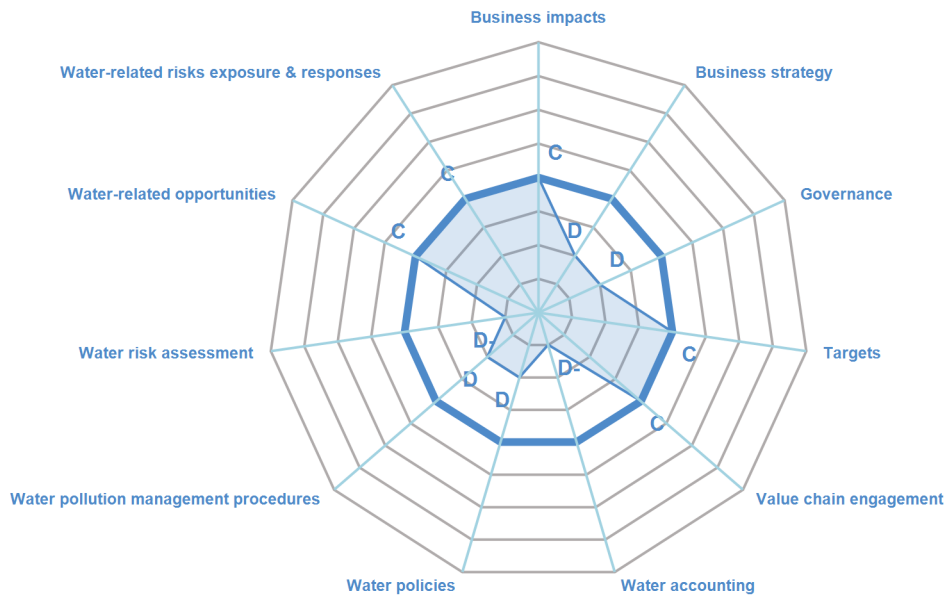 Business impacts
Water-related risks exposure & responses
Business strategy
C
C
Water-related opportunities
Governance
C
D
D
Water risk assessment
D-
C
Targets
D
D-
D
C
Water pollution management procedures
Value chain engagement
Water policies
Water accounting